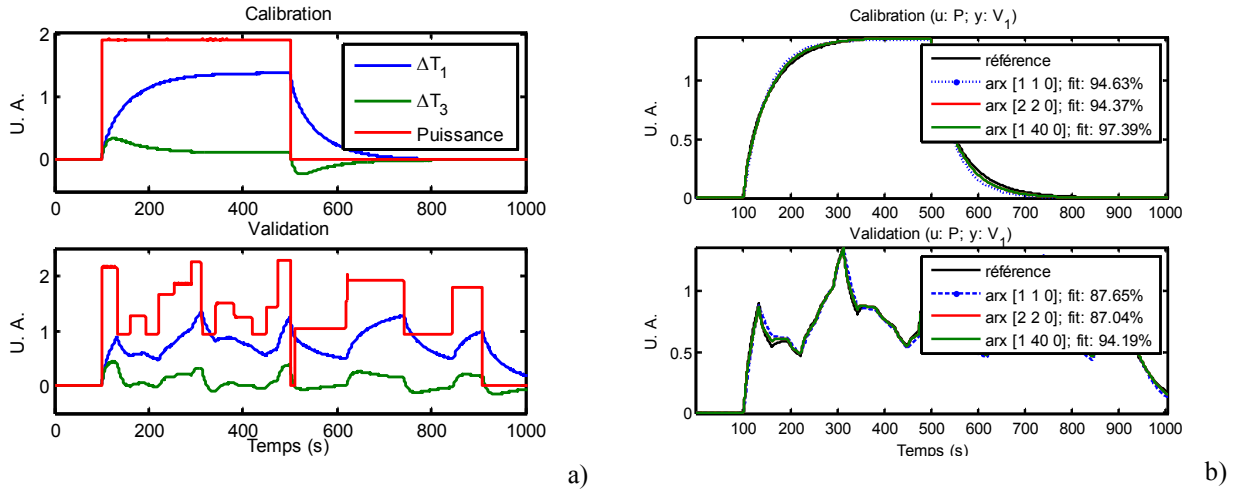 Calibration
U. A.
2
1
0
ΔT1
ΔT3
Puissance
0 200 400 600 800 1000
Validation
U. A.
2
1
0
0 200 400 600 800 1000
Temps (s)
a)
Calibration (u: P; y: V1)
U. A.
1
0.5
0
référence
arx [1 1 0]; fit: 94.63%
arx [2 2 0]; fit: 94.37%
arx [1 40 0]; fit: 97.39%
100 200 300 400 500 600 700 800 900 1000
Validation (u: P; y: V1)
U. A.
1
0.5
0
référence
arx [1 1 0]; fit: 87.65%
arx [2 2 0]; fit: 87.04%
arx [1 40 0]; fit: 94.19%
100 200 300 400 500 600 700 800 900 1000
Temps (s)
b)